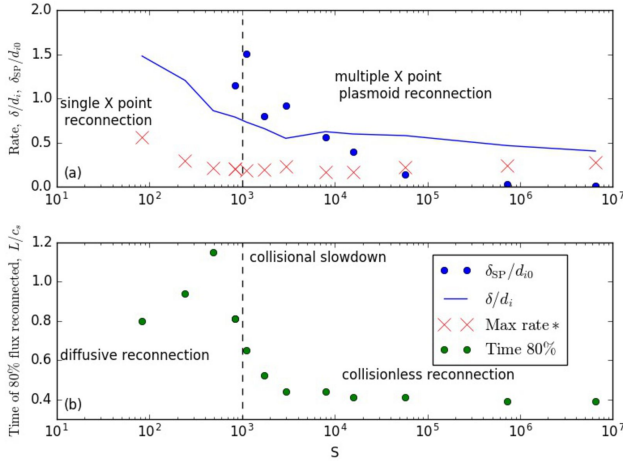 Rate, δ/d_i, δ_SP/d_i0
2.0
1.5
1.0
0.5
0.0
single X point
reconnection
multiple X point
plasmoid reconnection
(a)
10^1 10^2 10^3 10^4 10^5 10^6 10^7
Time of 80% flux reconnected, L/c_s
1.2
1.0
0.8
0.6
0.4
collisional slowdown
δ_SP/d_i0
δ/d_i
Max rate *
Time 80%
diffusive reconnection
collisionless reconnection
(b)
10^1 10^2 10^3 10^4 10^5 10^6 10^7
S